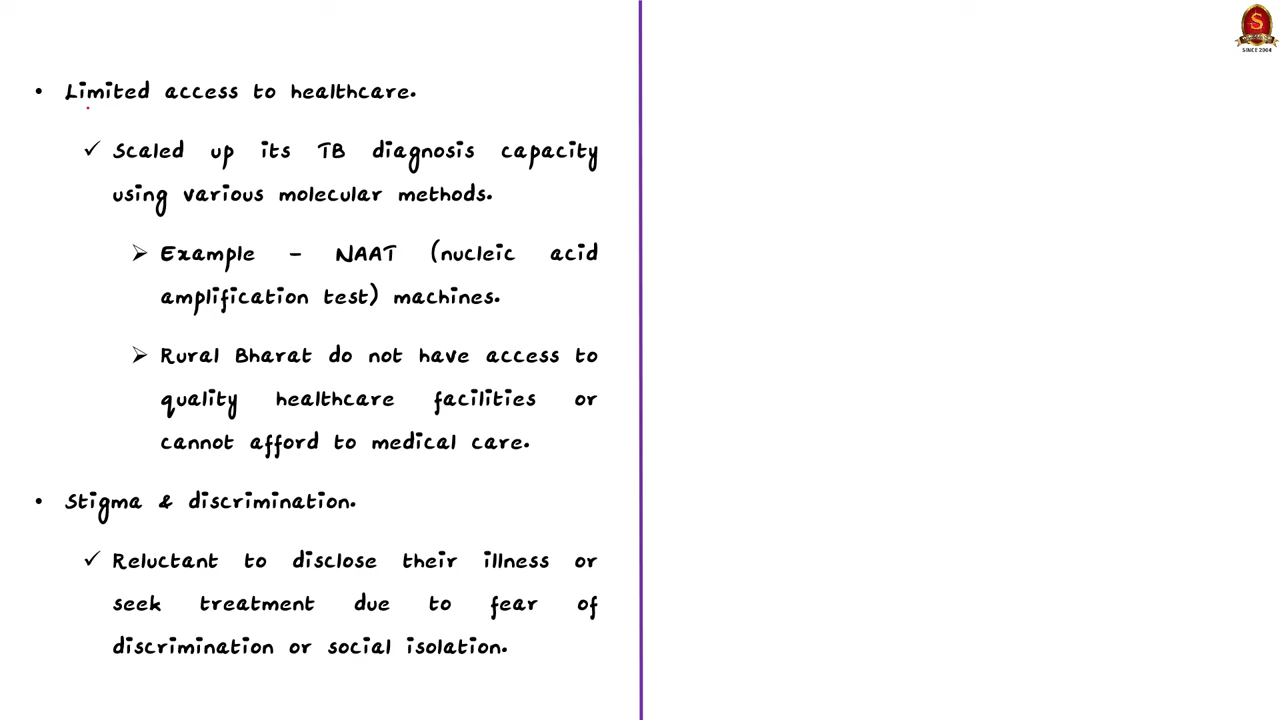 • Limited access to healthcare.
✓ Scaled up its TB diagnosis capacity
using various molecular methods.
➢ Example - NAAT (nucleic acid
amplification test) machines.
➢ Rural Bharat do not have access to
quality healthcare facilities or
cannot afford to medical care.
• Stigma & discrimination.
✓ Reluctant to disclose their illness or
seek treatment due to fear of
discrimination or social isolation.
S
SINCE 2004